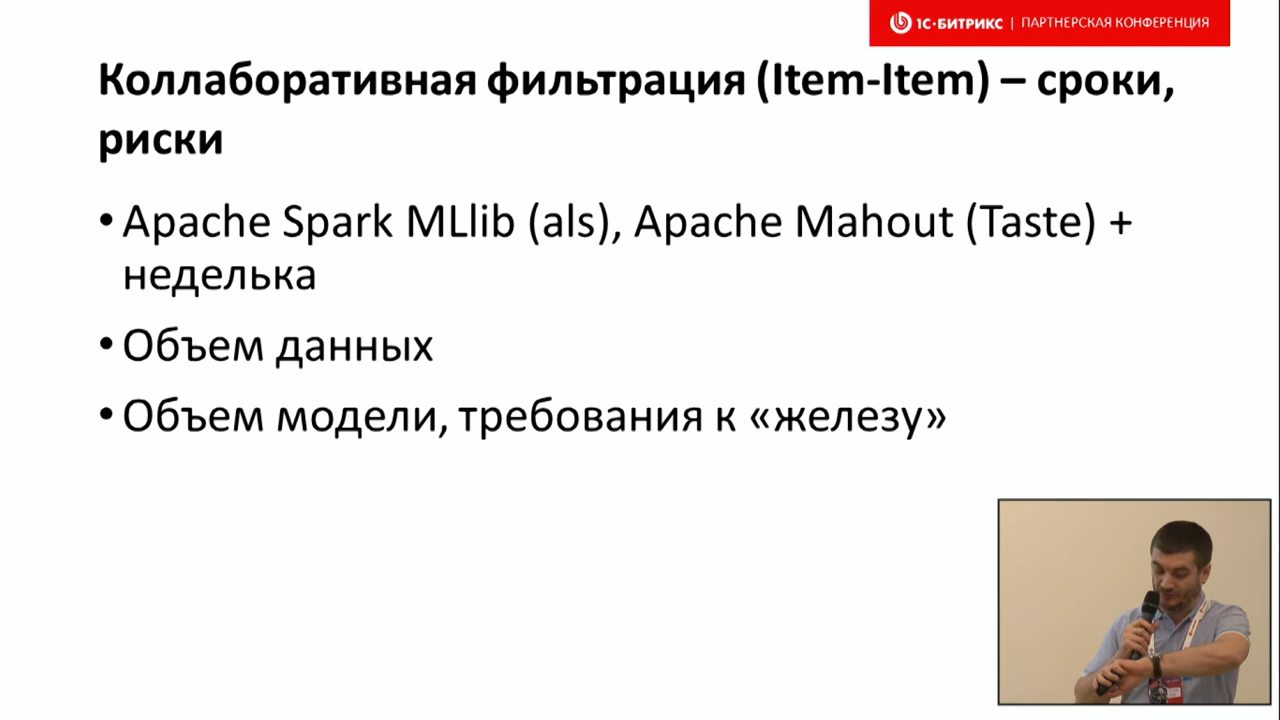 1С-БИТРИКС | ПАРТНЕРСКАЯ КОНФЕРЕНЦИЯ
Коллаборативная фильтрация (Item-Item) – сроки,
риски
• Apache Spark MLlib (als), Apache Mahout (Taste) +
неделька
• Объем данных
• Объем модели, требования к «железу»